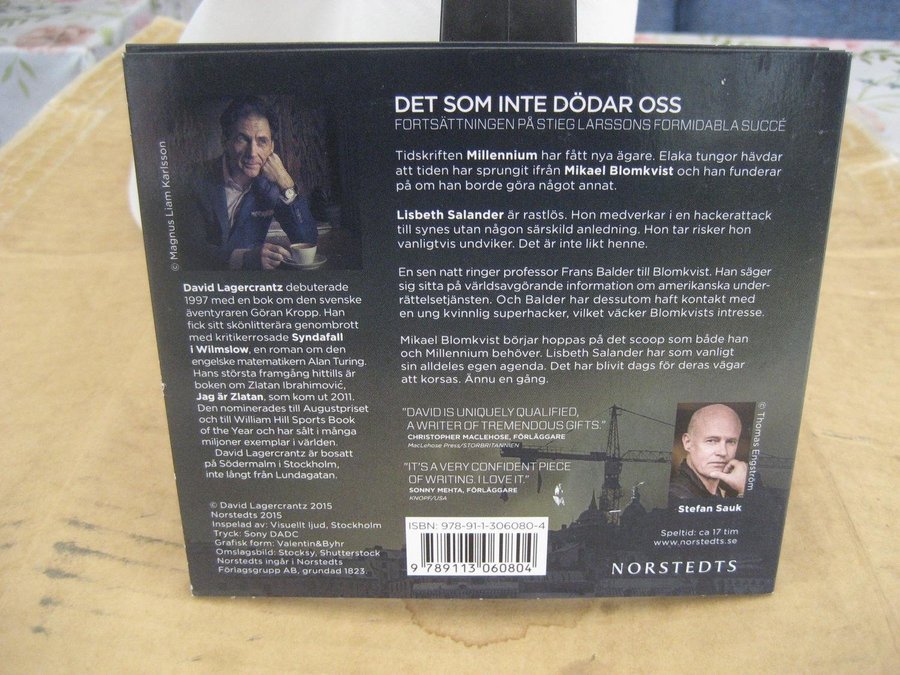 © Magnus Liam Karlsson
David Lagercrantz debuterade
1997 med en bok om den svenske
äventyraren Göran Kropp. Han
fick sitt skönlitterära genombrott
med kritikerrosade Syndafall
i Wilmslow, en roman om den
engelske matematikern Alan Turing.
Hans största framgång hittills är
boken om Zlatan Ibrahimović,
Jag är Zlatan, som kom ut 2011.
Den nominerades till Augustpriset
och till William Hill Sports Book
of the Year och har sålt i många
miljoner exemplar i världen.
David Lagercrantz är bosatt
på Södermalm i Stockholm,
inte långt från Lundagatan.
© David Lagercrantz 2015
Norstedts 2015
Inspelad av: Visuellt ljud, Stockholm
Tryck: Sony DADC
Grafisk form: Valentin&Byhr
Omslagsbild: Stocksy, Shutterstock
Norstedts ingår i Norstedts
Förlagsgrupp AB, grundad 1823.
DET SOM INTE DÖDAR OSS
FORTSÄTTNINGEN PÅ STIEG LARSSONS FORMIDABLA SUCCÉ
Tidskriften Millennium har fått nya ägare. Elaka tungor hävdar
att tiden har sprungit ifrån Mikael Blomkvist och han funderar
på om han borde göra något annat.
Lisbeth Salander är rastlös. Hon medverkar i en hackerattack
till synes utan någon särskild anledning. Hon tar risker hon
vanligtvis undviker. Det är inte likt henne.
En sen natt ringer professor Frans Balder till Blomkvist. Han säger
sig sitta på världsavgörande information om amerikanska under-
rättelsetjänsten. Och Balder har dessutom haft kontakt med
en ung kvinnlig superhacker, vilket väcker Blomkvists intresse.
Mikael Blomkvist börjar hoppas på det scoop som både han
och Millennium behöver. Lisbeth Salander har som vanligt
sin alldeles egen agenda. Det har blivit dags för deras vägar
att korsas. Ännu en gång.
"DAVID IS UNIQUELY QUALIFIED,
A WRITER OF TREMENDOUS GIFTS."
CHRISTOPHER MACLEHOSE, FÖRLÄGGARE
MacLehose Press/STORBRITANNIEN
"IT'S A VERY CONFIDENT PIECE
OF WRITING. I LOVE IT."
SONNY MEHTA, FÖRLÄGGARE
KNOPF/USA
ISBN: 978-91-1-306080-4
9 789113 060804
© Thomas Engström
Stefan Sauk
Speltid: ca 17 tim
www.norstedts.se
NORSTEDTS